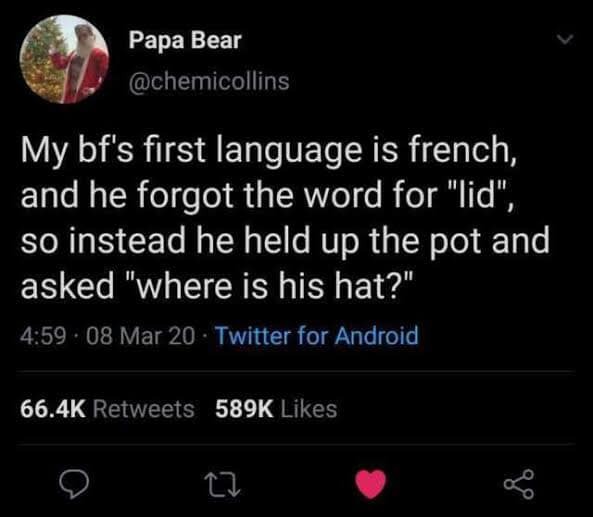 Papa Bear
@chemicollins
My bf's first language is french,
and he forgot the word for "lid",
so instead he held up the pot and
asked "where is his hat?"
4:59 · 08 Mar 20 · Twitter for Android
66.4K Retweets 589K Likes